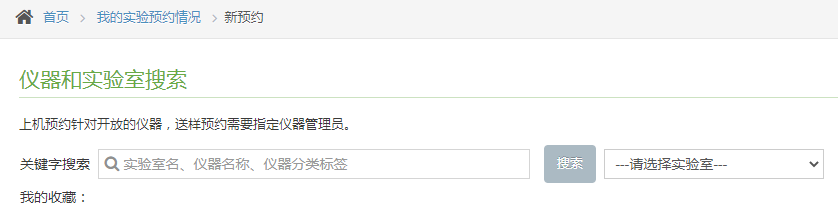 首页 > 我的实验预约情况 > 新预约
仪器和实验室搜索
上机预约针对开放的仪器，送样预约需要指定仪器管理员。
关键字搜索 实验室名、仪器名称、仪器分类标签 搜索 ---请选择实验室---
我的收藏：